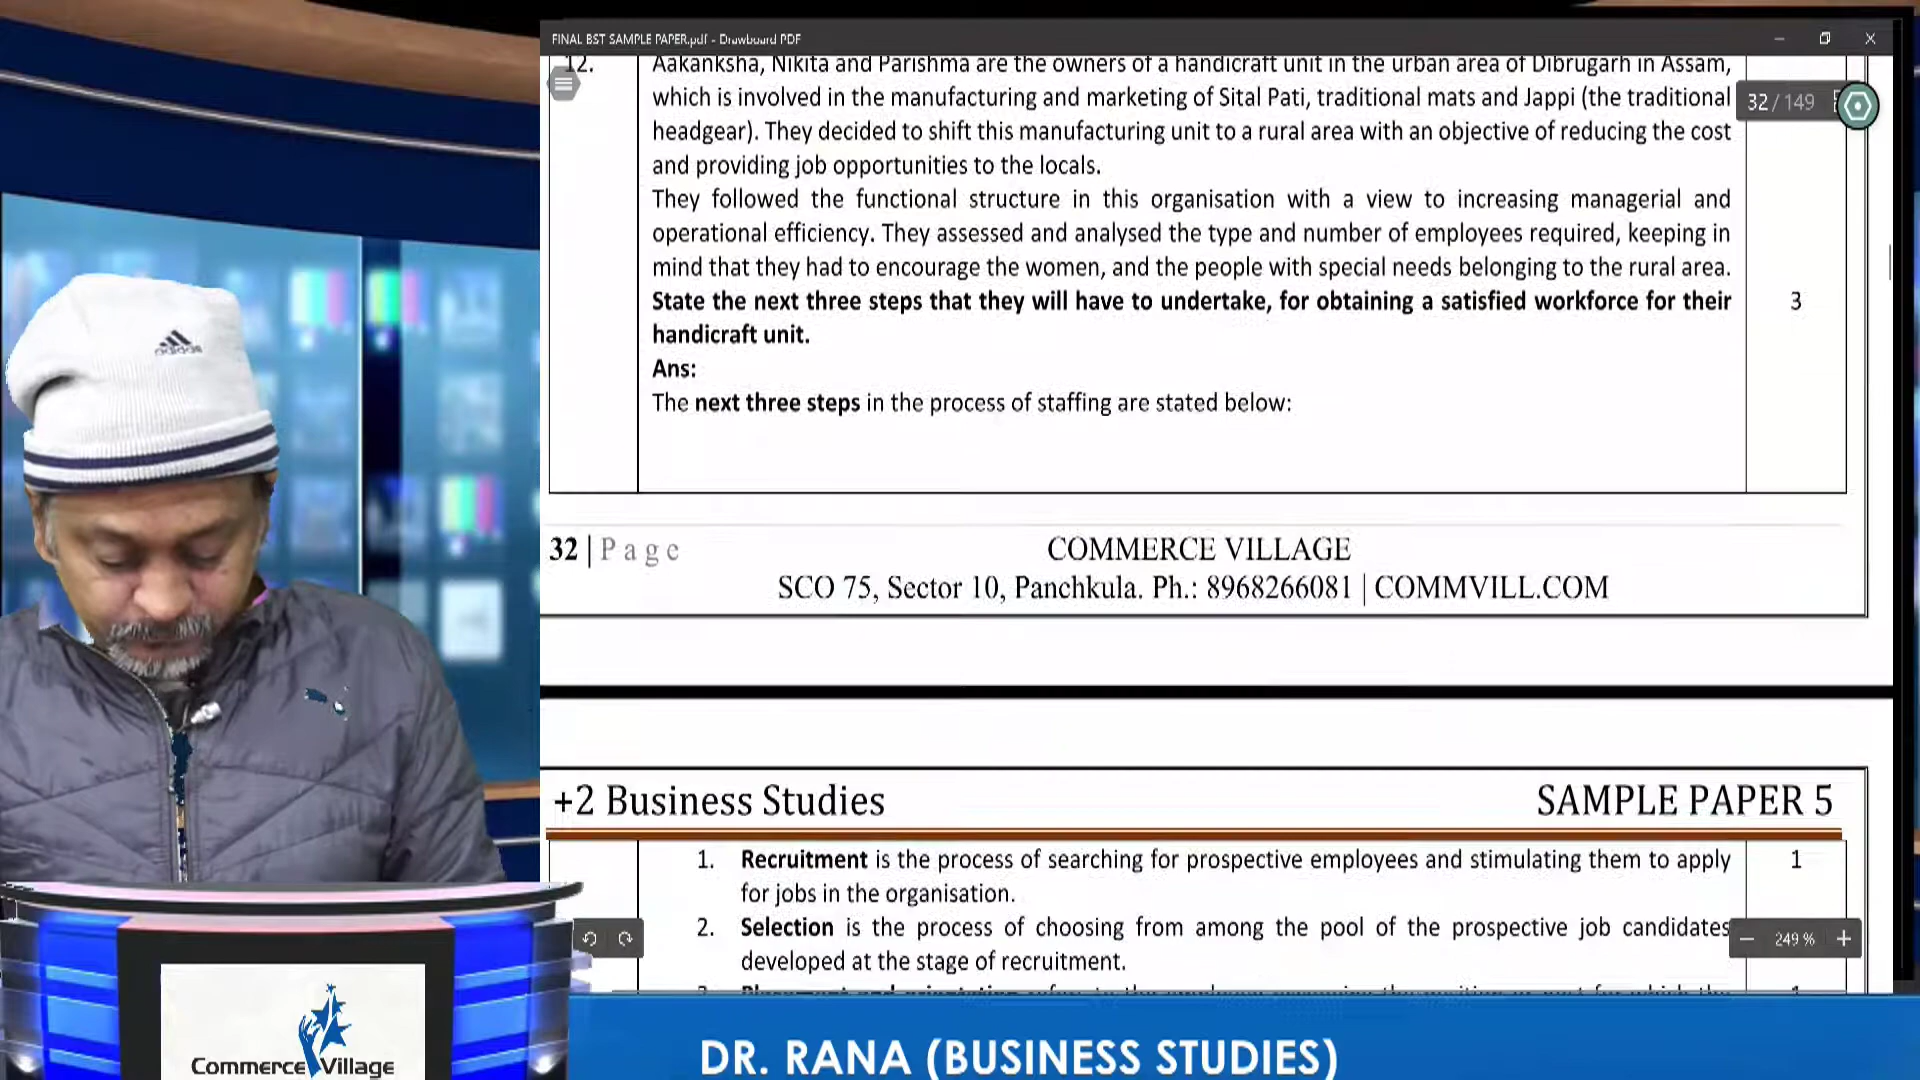 FINAL BST SAMPLE PAPER.pdf - Drawboard PDF
12. Aakanksha, Nikita and Parishma are the owners of a handicraft unit in the urban area of Dibrugarh in Assam,
which is involved in the manufacturing and marketing of Sital Pati, traditional mats and Jappi (the traditional
32 / 149
headgear). They decided to shift this manufacturing unit to a rural area with an objective of reducing the cost
and providing job opportunities to the locals.
They followed the functional structure in this organisation with a view to increasing managerial and
operational efficiency. They assessed and analysed the type and number of employees required, keeping in
mind that they had to encourage the women, and the people with special needs belonging to the rural area.
State the next three steps that they will have to undertake, for obtaining a satisfied workforce for their 3
handicraft unit.
Ans:
The next three steps in the process of staffing are stated below:
32 | Page COMMERCE VILLAGE
SCO 75, Sector 10, Panchkula. Ph.: 8968266081 | COMMVILL.COM
+2 Business Studies SAMPLE PAPER 5
1. Recruitment is the process of searching for prospective employees and stimulating them to apply 1
for jobs in the organisation.
2. Selection is the process of choosing from among the pool of the prospective job candidates
developed at the stage of recruitment.
249 %
adidas
Commerce Village
DR. RANA (BUSINESS STUDIES)